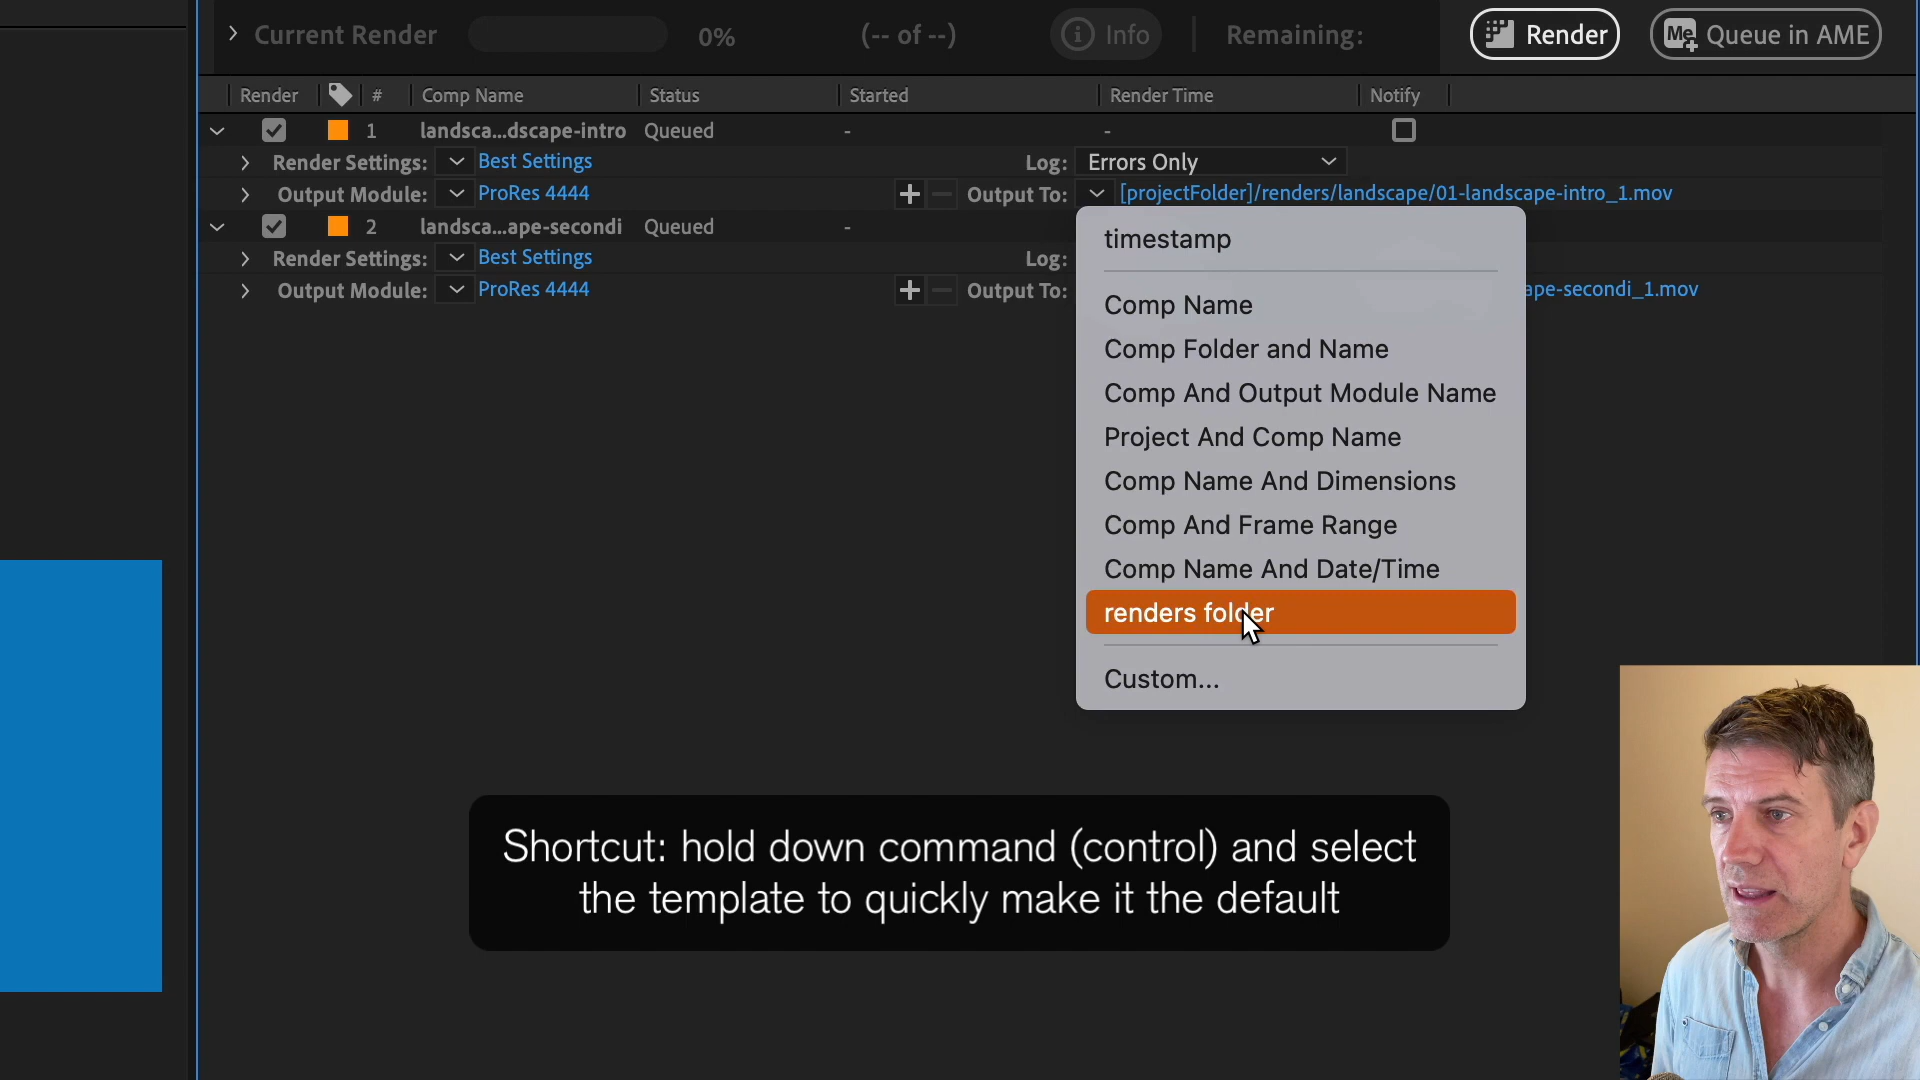 Current Render 0% (-- of --) Info Remaining: Render Me Queue in AME
Render # Comp Name Status Started Render Time Notify
1 landsca...dscape-intro Queued - -
Render Settings: Best Settings Log: Errors Only
Output Module: ProRes 4444 Output To: [projectFolder]/renders/landscape/01-landscape-intro_1.mov
2 landsca...ape-secondi Queued -
Render Settings: Best Settings Log:
Output Module: ProRes 4444 Output To: ape-secondi_1.mov
timestamp
Comp Name
Comp Folder and Name
Comp And Output Module Name
Project And Comp Name
Comp Name And Dimensions
Comp And Frame Range
Comp Name And Date/Time
renders folder
Custom...
Shortcut: hold down command (control) and select
the template to quickly make it the default